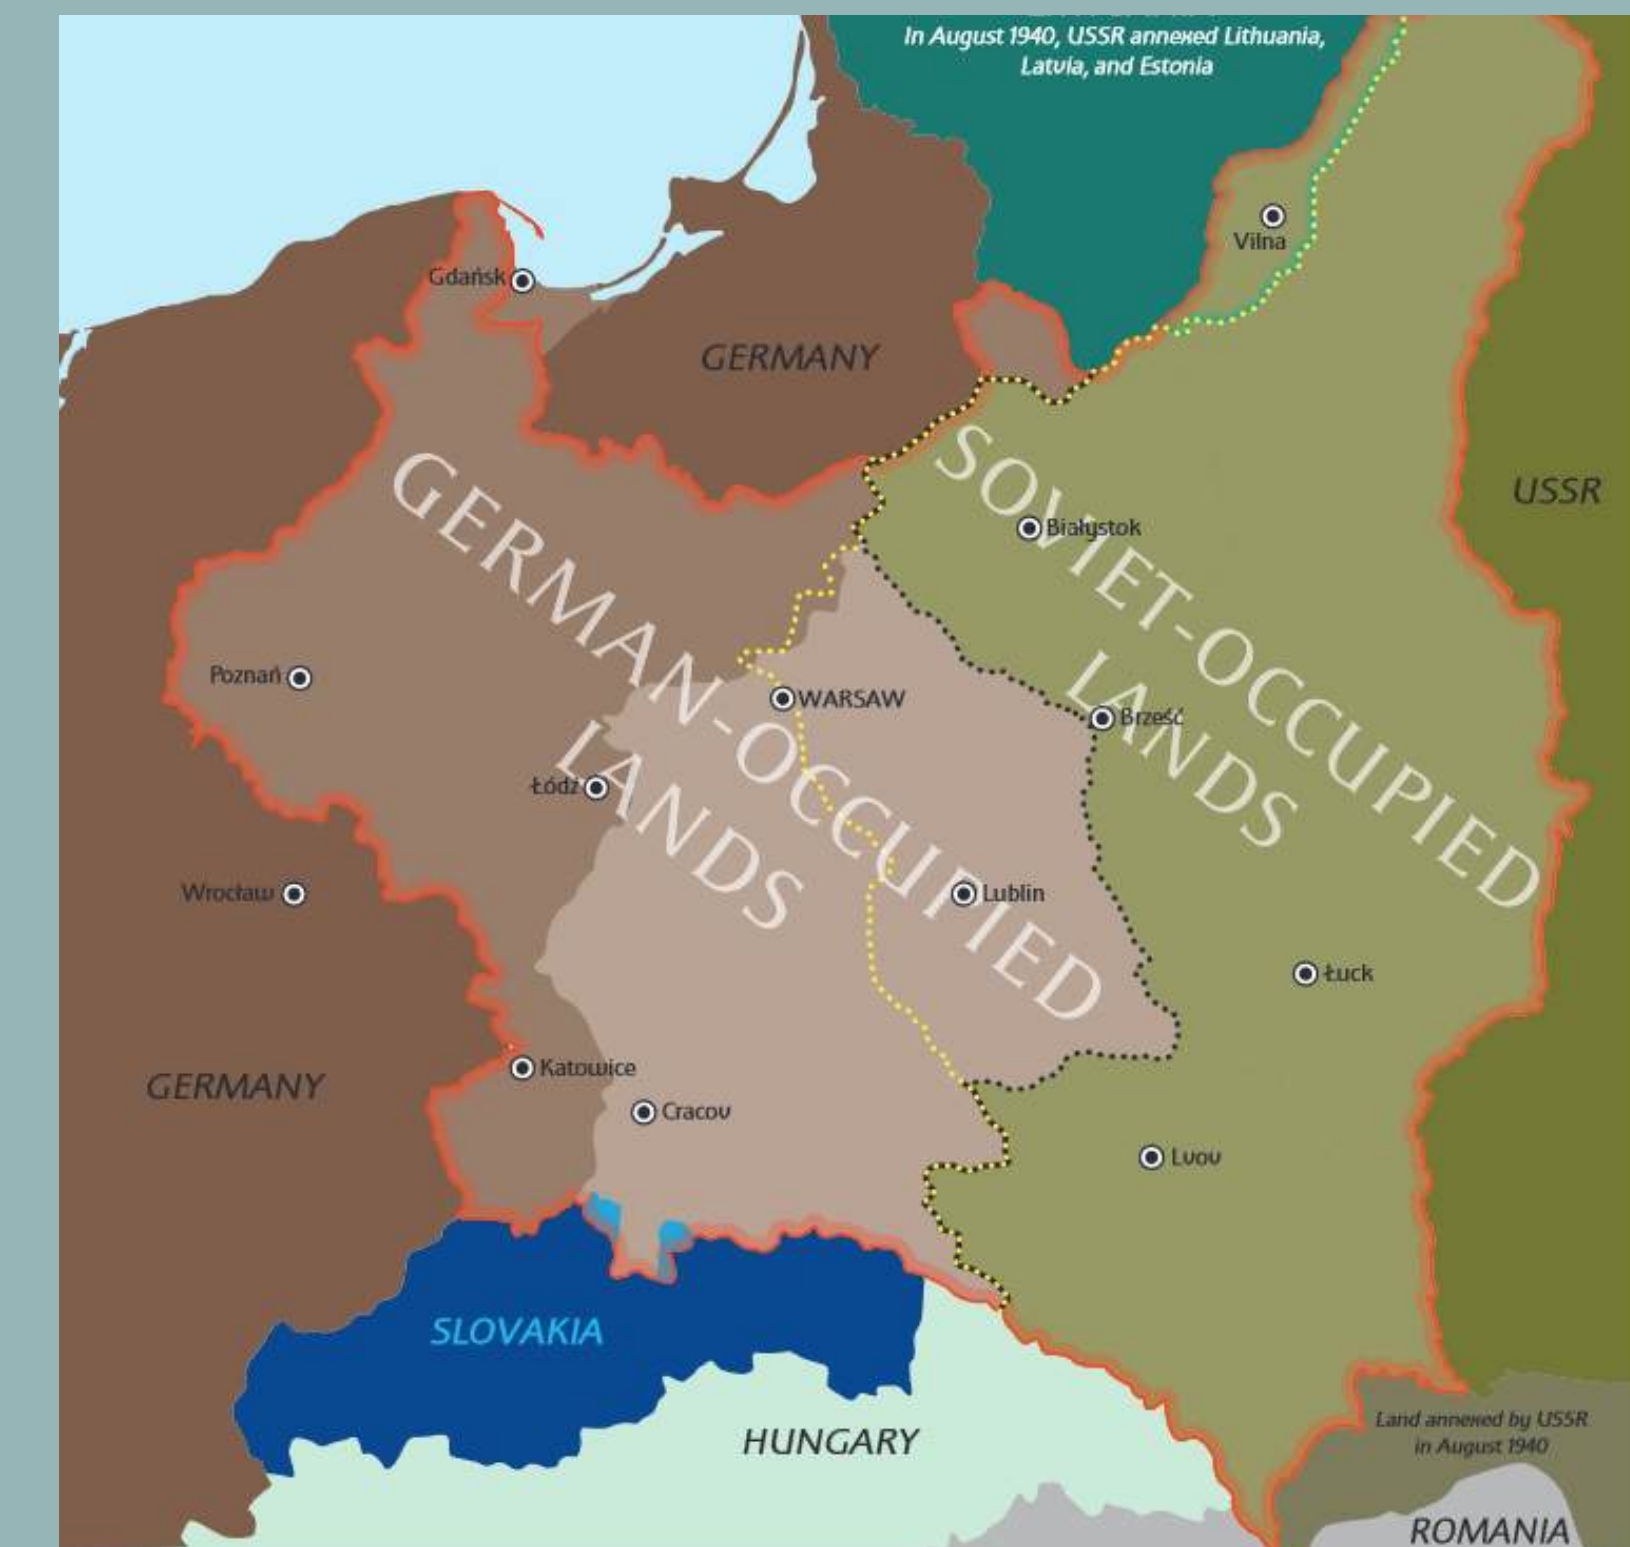 In August 1940, USSR annexed Lithuania,
Latvia, and Estonia
Vilna
Gdańsk
GERMANY
USSR
SOVIET-OCCUPIED
LANDS
GERMAN-OCCUPIED
LANDS
Białystok
Poznań
WARSAW
Brześć
Łódź
Wrocław
Lublin
Łuck
Katowice
GERMANY
Cracov
Lvov
SLOVAKIA
HUNGARY
Land annexed by USSR
in August 1940
ROMANIA